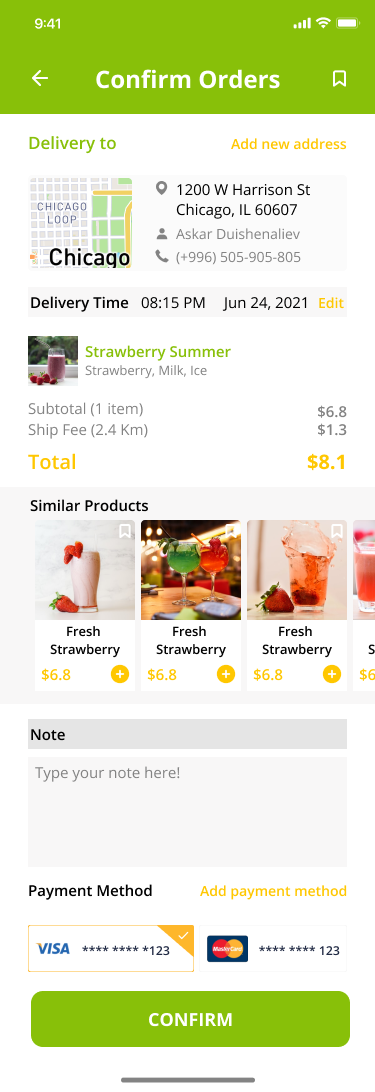 9:41
Confirm Orders
Delivery to
Add new address
CHICAGO
LOOP
Chicago
1200 W Harrison St
Chicago, IL 60607
Askar Duishenaliev
(+996) 505-905-805
Delivery Time 08:15 PM Jun 24, 2021 Edit
Strawberry Summer
Strawberry, Milk, Ice
Subtotal (1 item) $6.8
Ship Fee (2.4 Km) $1.3
Total $8.1
Similar Products
Fresh
Strawberry
$6.8
Fresh
Strawberry
$6.8
Fresh
Strawberry
$6.8
S
$6
Note
Type your note here!
Payment Method
Add payment method
VISA **** **** *123
MasterCard **** **** 123
CONFIRM